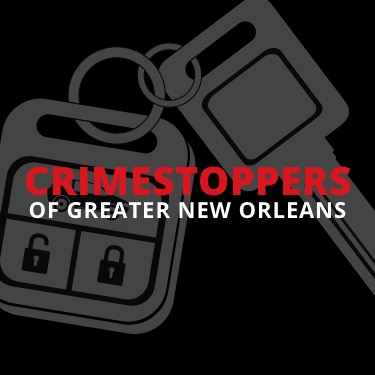 CRIMESTOPPERS
OF GREATER NEW ORLEANS